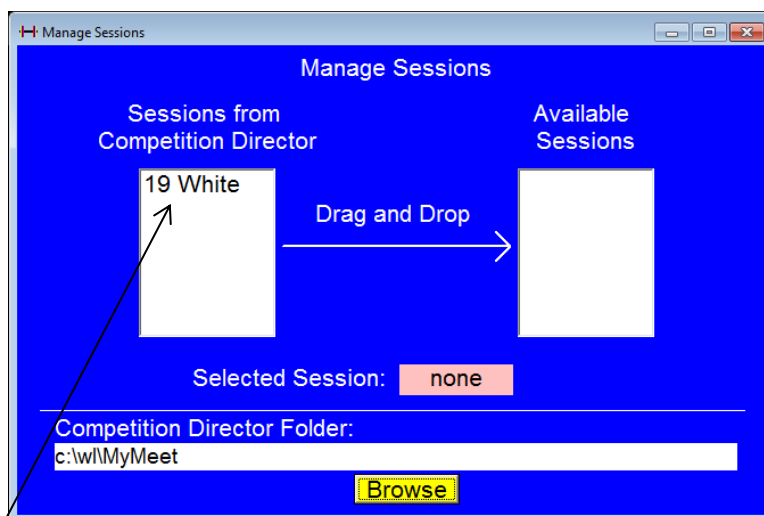 Manage Sessions
Manage Sessions
Sessions from
Competition Director
Available
Sessions
19 White
Drag and Drop
Selected Session: none
Competition Director Folder:
c:\wl\MyMeet
Browse